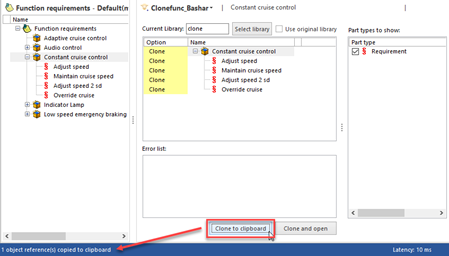 Function requirements - Default(m
Name
Function requirements
Adaptive cruise control
Audio control
Constant cruise control
Adjust speed
Maintain cruise speed
Adjust speed 2 sd
Override cruise
Indicator Lamp
Low speed emergency braking
Clonefunc_Bashar
Constant cruise control
Current Library: clone Select library Use original library
Option Name
Clone Constant cruise control
Clone Adjust speed
Clone Maintain cruise speed
Clone Adjust speed 2 sd
Clone Override cruise
Error list:
Clone to clipboard Clone and open
Part types to show:
Part type
Requirement
1 object reference(s) copied to clipboard
Latency: 10 ms